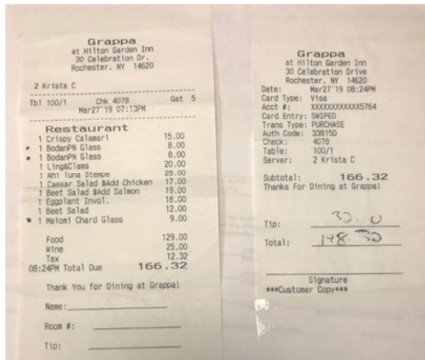 Grappa
at Hilton Garden Inn
30 Celebration Dr.
Rochester, NY 14620
2 Krista C
Tbl 100/1 Chk 4078 Gst 5
Mar27'19 07:13PM
Restaurant
1 Crispy Calamari 15.00
1 BodanPN Glass 8.00
1 BodanPN Glass 8.00
1 Ling&Clams 20.00
1 Ahi Tuna Stempe 28.00
1 Caesar Salad $Add Chicken 17.00
1 Beet Salad $Add Salmon 19.00
1 Eggplant Invol. 18.00
1 Beet Salad 12.00
1 Meiomi Chard Glass 9.00
Food 129.00
Wine 25.00
Tax 12.32
08:24PM Total Due 166.32
Thank You for Dining at Grappa!
Name:
Room #:
Tip:
Grappa
at Hilton Garden Inn
30 Celebration Drive
Rochester, NY 14620
Date: Mar27'19 08:24PM
Card Type: Visa
Acct #: XXXXXXXXXXXX5764
Card Entry: SWIPED
Trans Type: PURCHASE
Auth Code: 33815D
Check: 4078
Table: 100/1
Server: 2 Krista C
Subtotal: 166.32
Thanks For Dining at Grappa!
Tip:
Total:
Signature
***Customer Copy***